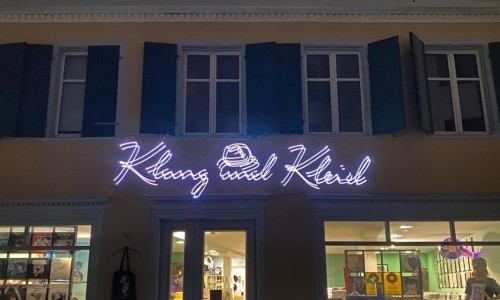 Klang und Kleid